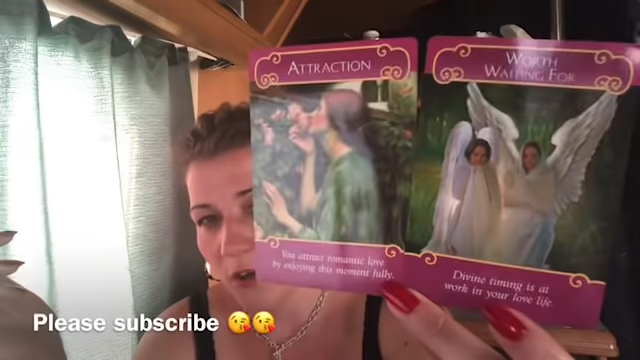 ATTRACTION
You attract romantic love
by enjoying this moment fully.
WORTH
WAITING FOR
Divine timing is at
work in your love life.
Please subscribe 😘😘